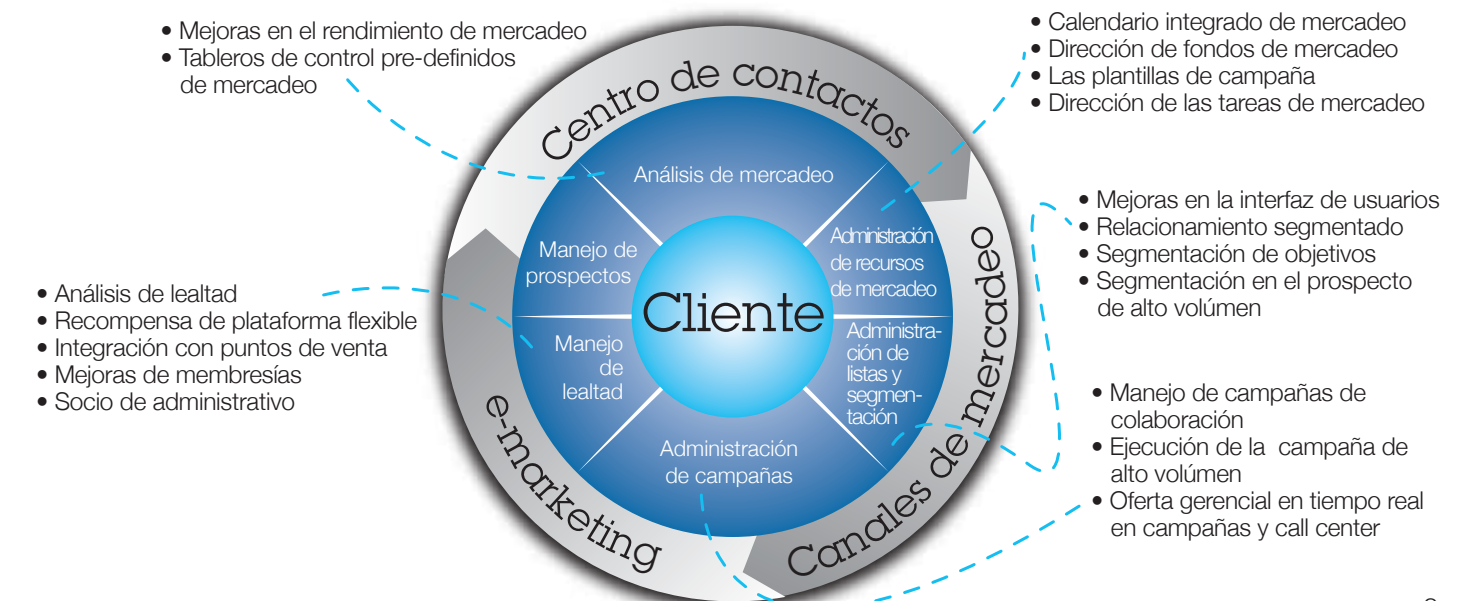 • Mejoras en el rendimiento de mercadeo
• Tableros de control pre-definidos
de mercadeo
• Calendario integrado de mercadeo
• Dirección de fondos de mercadeo
• Las plantillas de campaña
• Dirección de las tareas de mercadeo
Centro de contactos
Análisis de mercadeo
• Mejoras en la interfaz de usuarios
• Relacionamiento segmentado
• Segmentación de objetivos
• Segmentación en el prospecto
de alto volúmen
Manejo de
prospectos
Administración
de recursos
de mercadeo
Cliente
• Análisis de lealtad
• Recompensa de plataforma flexible
• Integración con puntos de venta
• Mejoras de membresías
• Socio de administrativo
Manejo
de
lealtad
Administra-
ción de
listas y
segmen-
tación
Canales de mercadeo
• Manejo de campañas de
colaboración
• Ejecución de la campaña de
alto volúmen
• Oferta gerencial en tiempo real
en campañas y call center
Administración
de campañas
e-marketing